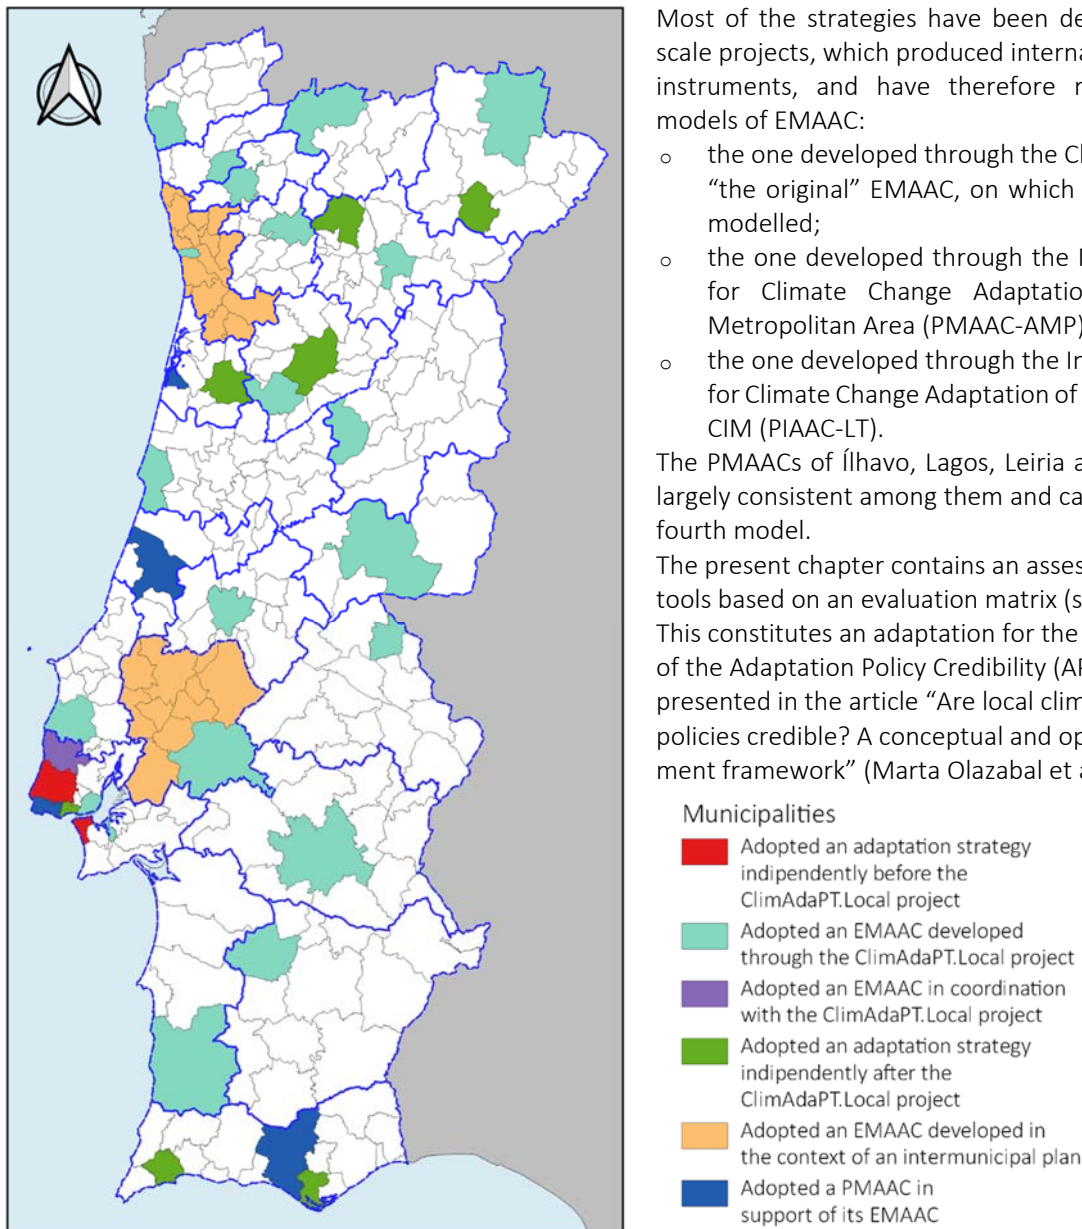 Most of the strategies have been de
scale projects, which produced interna
instruments, and have therefore r
models of EMAAC:
o the one developed through the Cl
“the original” EMAAC, on which
modelled;
o the one developed through the I
for Climate Change Adaptatio
Metropolitan Area (PMAAC-AMP)
o the one developed through the In
for Climate Change Adaptation of
CIM (PIAAC-LT).
The PMAACs of Ílhavo, Lagos, Leiria a
largely consistent among them and ca
fourth model.
The present chapter contains an asses
tools based on an evaluation matrix (s
This constitutes an adaptation for the
of the Adaptation Policy Credibility (AP
presented in the article “Are local clim
policies credible? A conceptual and op
ment framework” (Marta Olazabal et a
Municipalities
Adopted an adaptation strategy
indipendently before the
ClimAdaPT.Local project
Adopted an EMAAC developed
through the ClimAdaPT.Local project
Adopted an EMAAC in coordination
with the ClimAdaPT.Local project
Adopted an adaptation strategy
indipendently after the
ClimAdaPT.Local project
Adopted an EMAAC developed in
the context of an intermunicipal plan
Adopted a PMAAC in
support of its EMAAC